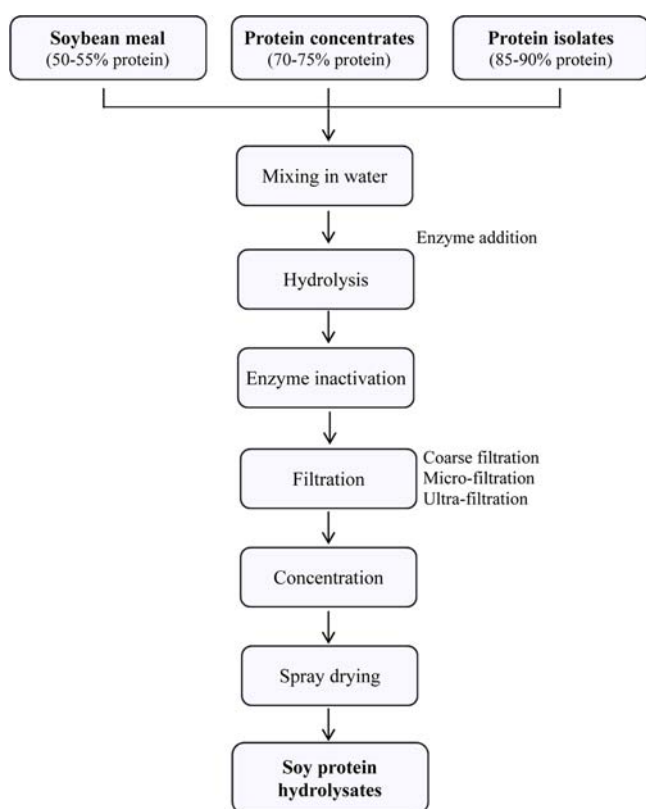 Soybean meal
(50-55% protein)
Protein concentrates
(70-75% protein)
Protein isolates
(85-90% protein)
Mixing in water
Enzyme addition
Hydrolysis
Enzyme inactivation
Filtration
Coarse filtration
Micro-filtration
Ultra-filtration
Concentration
Spray drying
Soy protein
hydrolysates